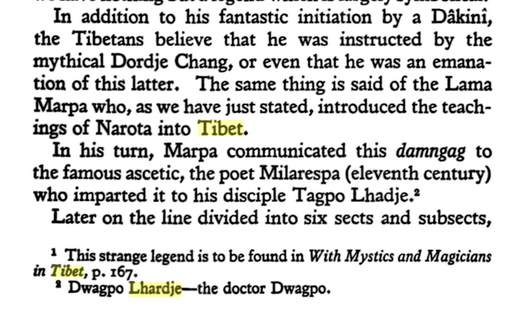 In addition to his fantastic initiation by a Dâkinî,
the Tibetans believe that he was instructed by the
mythical Dordje Chang, or even that he was an emana-
tion of this latter. The same thing is said of the Lama
Marpa who, as we have just stated, introduced the teach-
ings of Narota into Tibet.
In his turn, Marpa communicated this damngag to
the famous ascetic, the poet Milarespa (eleventh century)
who imparted it to his disciple Tagpo Lhadje.²
Later on the line divided into six sects and subsects,
¹ This strange legend is to be found in With Mystics and Magicians
in Tibet, p. 167.
² Dwagpo Lhardje—the doctor Dwagpo.